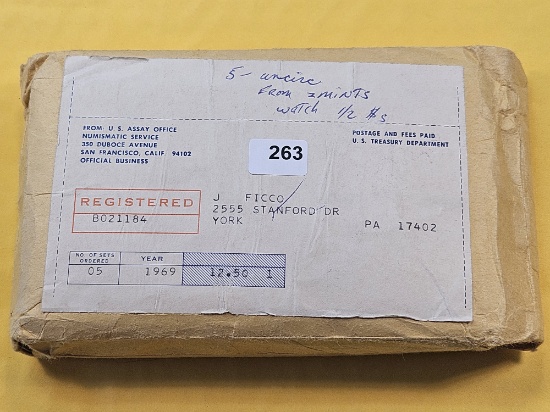 5 - uncirc
FROM 2 MINTS
WATCH 1/2 $s
FROM U. S. ASSAY OFFICE
NUMISMATIC SERVICE
350 DUBOCE AVENUE
SAN FRANCISCO, CALIF. 94102
OFFICIAL BUSINESS
POSTAGE AND FEES PAID
U. S. TREASURY DEPARTMENT
263
REGISTERED
B021184
J FICCO
2555 STANFORD DR
YORK PA 17402
NO. OF SETS ORDERED YEAR
05 1969 12.50 1